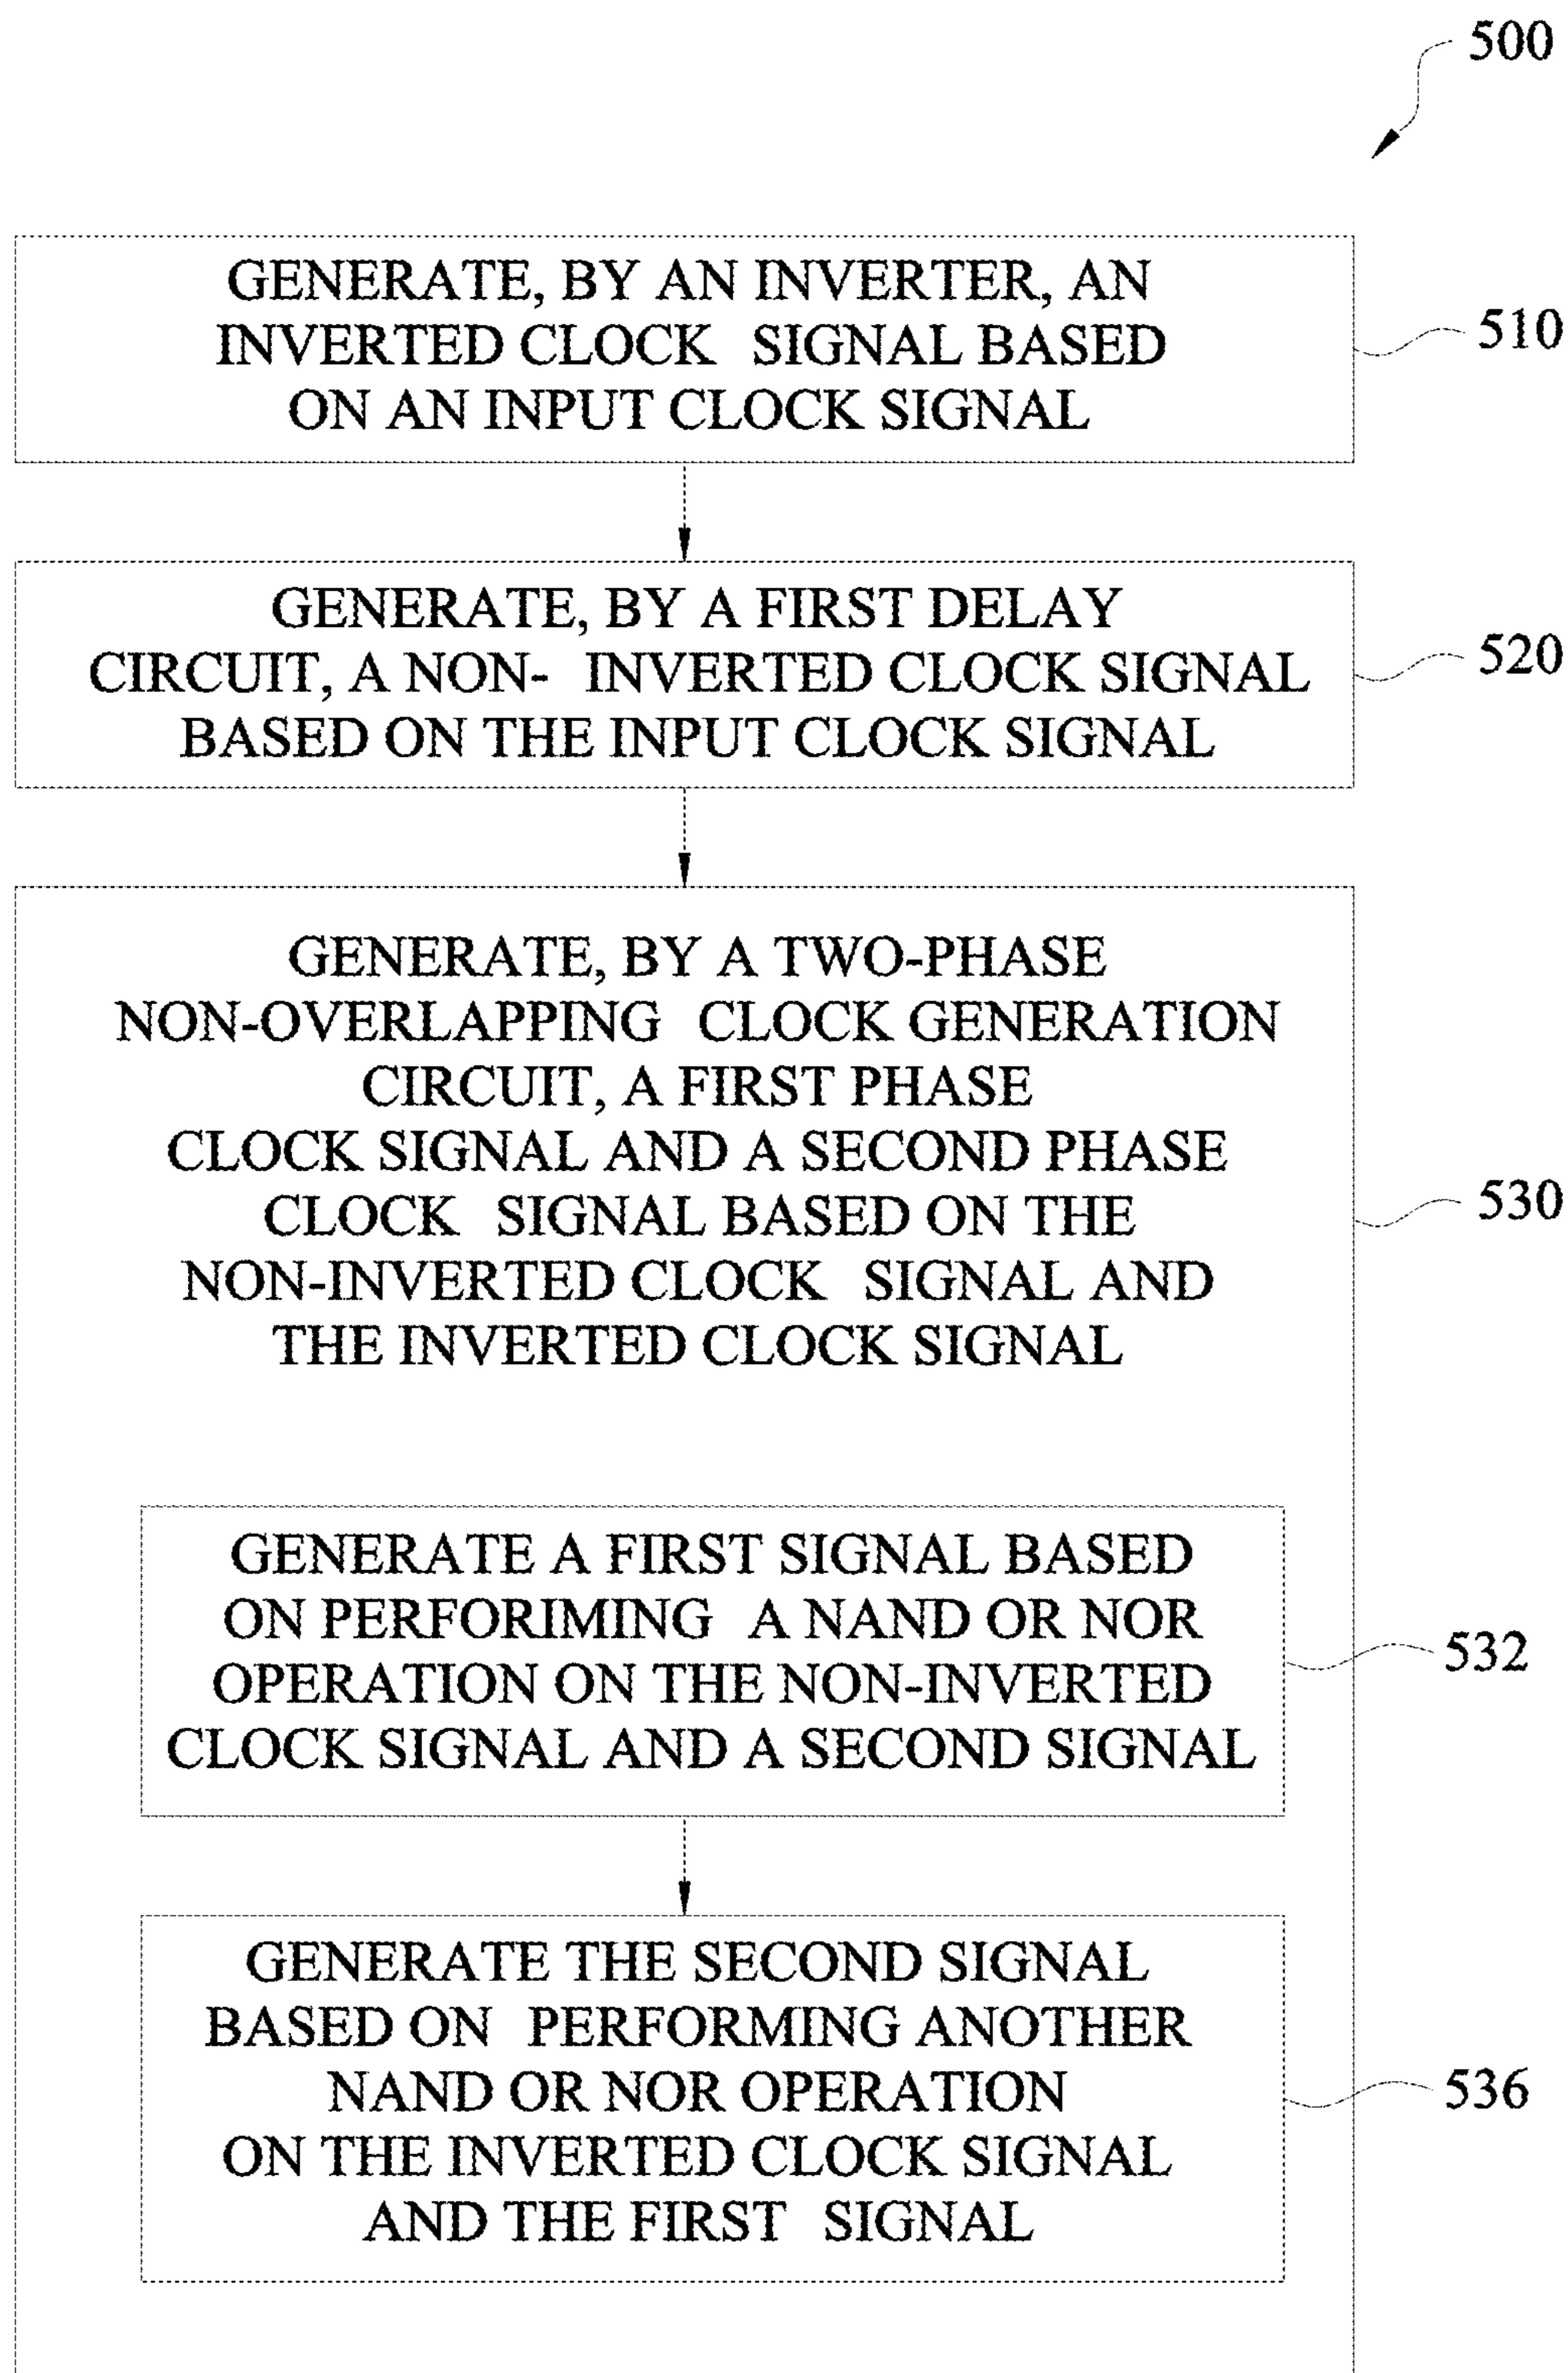 500
GENERATE, BY AN INVERTER, AN
INVERTED CLOCK SIGNAL BASED
ON AN INPUT CLOCK SIGNAL
510
GENERATE, BY A FIRST DELAY
CIRCUIT, A NON- INVERTED CLOCK SIGNAL
BASED ON THE INPUT CLOCK SIGNAL
520
GENERATE, BY A TWO-PHASE
NON-OVERLAPPING CLOCK GENERATION
CIRCUIT, A FIRST PHASE
CLOCK SIGNAL AND A SECOND PHASE
CLOCK SIGNAL BASED ON THE
NON-INVERTED CLOCK SIGNAL AND
THE INVERTED CLOCK SIGNAL
530
GENERATE A FIRST SIGNAL BASED
ON PERFORIMING A NAND OR NOR
OPERATION ON THE NON-INVERTED
CLOCK SIGNAL AND A SECOND SIGNAL
532
GENERATE THE SECOND SIGNAL
BASED ON PERFORMING ANOTHER
NAND OR NOR OPERATION
ON THE INVERTED CLOCK SIGNAL
AND THE FIRST SIGNAL
536